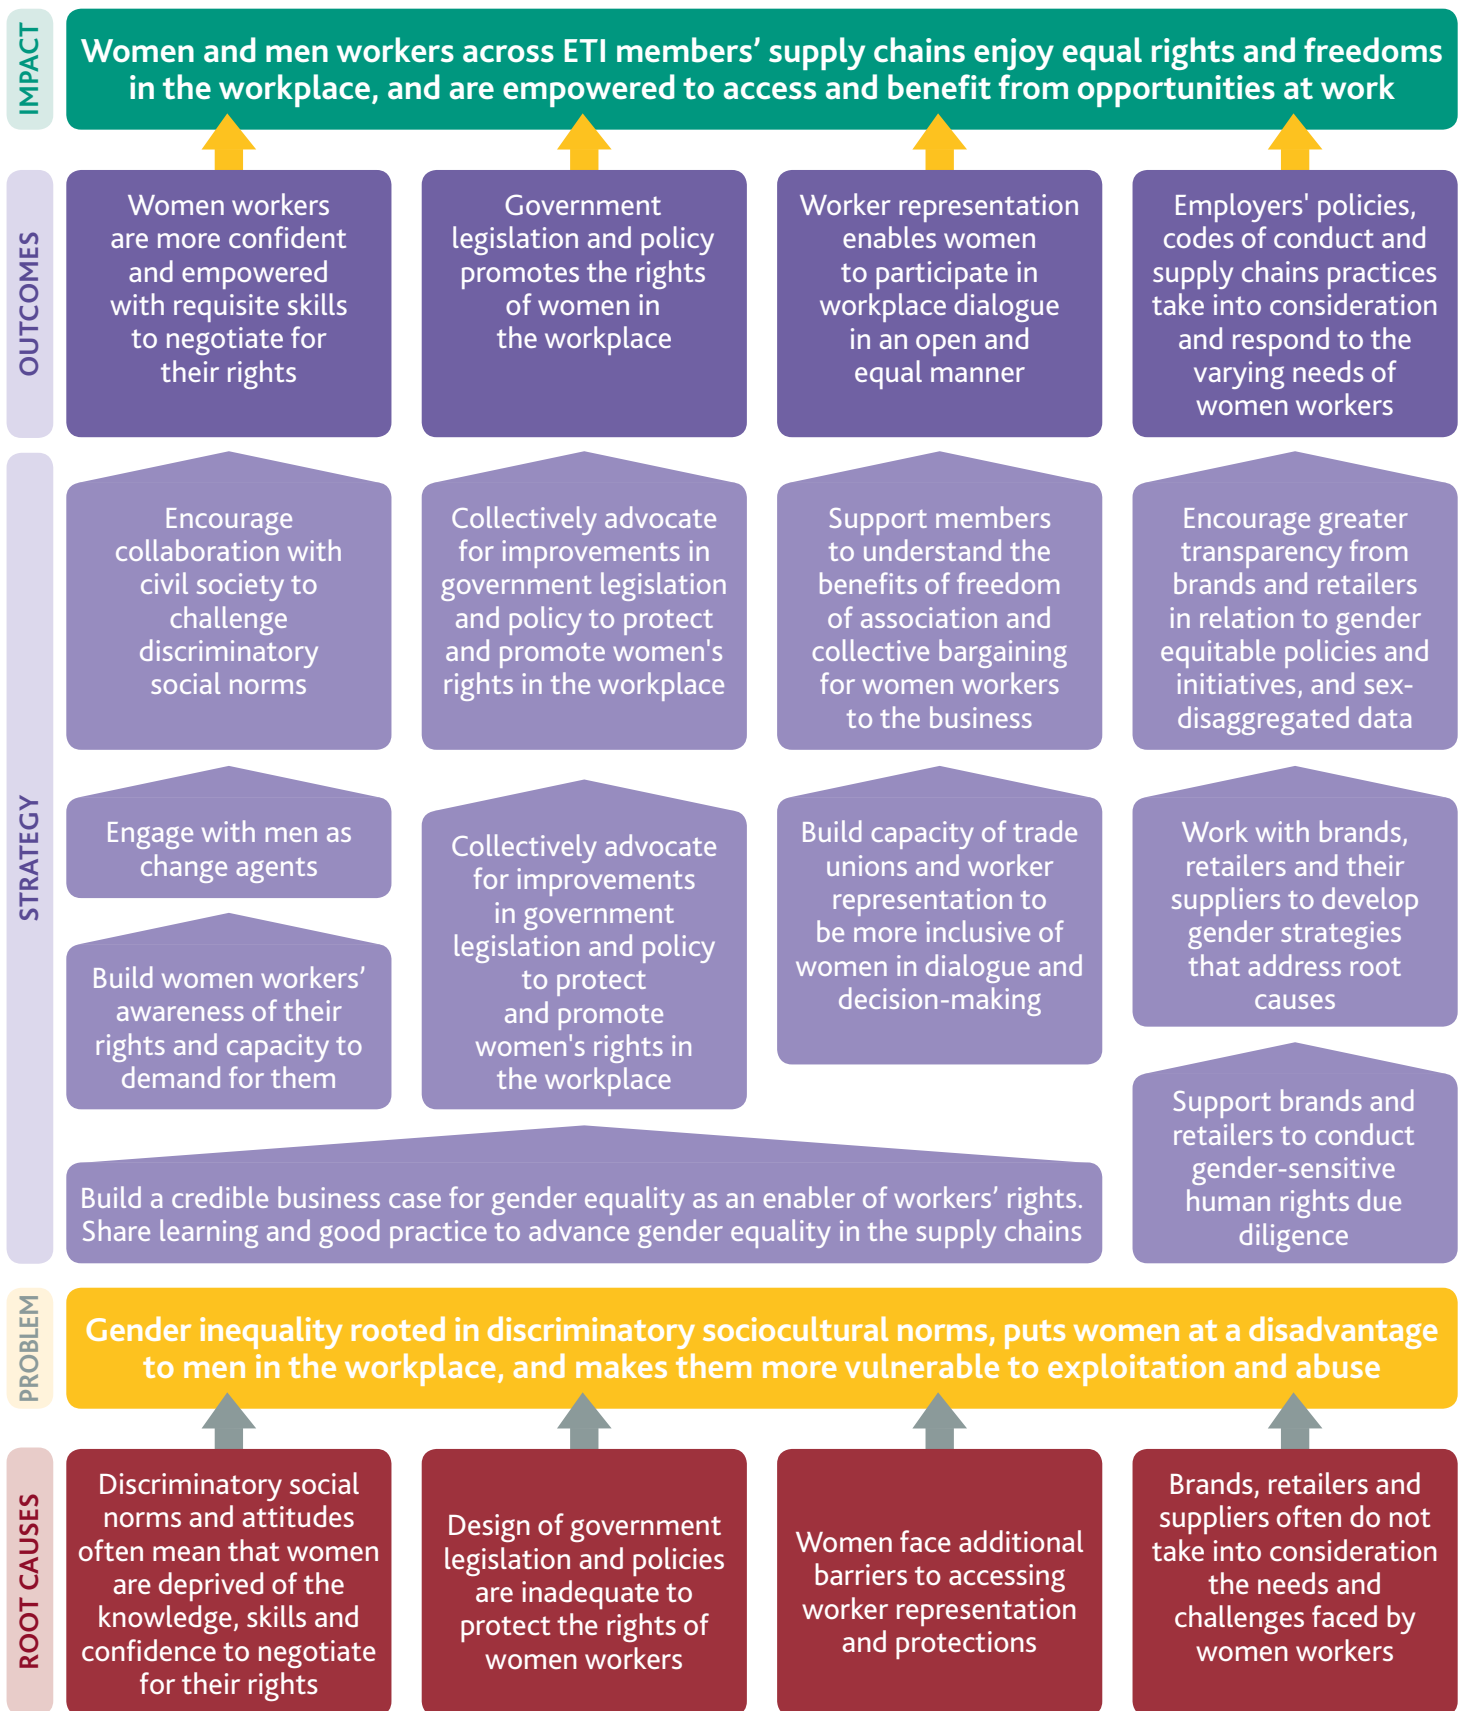 IMPACT
Women and men workers across ETI members’ supply chains enjoy equal rights and freedoms
in the workplace, and are empowered to access and benefit from opportunities at work
OUTCOMES
Women workers
are more confident
and empowered
with requisite skills
to negotiate for
their rights
Government
legislation and policy
promotes the rights
of women in
the workplace
Worker representation
enables women
to participate in
workplace dialogue
in an open and
equal manner
Employers' policies,
codes of conduct and
supply chains practices
take into consideration
and respond to the
varying needs of
women workers
STRATEGY
Encourage
collaboration with
civil society to
challenge
discriminatory
social norms
Collectively advocate
for improvements in
government legislation
and policy to protect
and promote women's
rights in the workplace
Support members
to understand the
benefits of freedom
of association and
collective bargaining
for women workers
to the business
Encourage greater
transparency from
brands and retailers
in relation to gender
equitable policies and
initiatives, and sex-
disaggregated data
Engage with men as
change agents
Collectively advocate
for improvements
in government
legislation and policy
to protect
and promote
women's rights in
the workplace
Build capacity of trade
unions and worker
representation to
be more inclusive of
women in dialogue and
decision-making
Work with brands,
retailers and their
suppliers to develop
gender strategies
that address root
causes
Build women workers’
awareness of their
rights and capacity to
demand for them
Support brands and
retailers to conduct
gender-sensitive
human rights due
diligence
Build a credible business case for gender equality as an enabler of workers’ rights.
Share learning and good practice to advance gender equality in the supply chains
PROBLEM
Gender inequality rooted in discriminatory sociocultural norms, puts women at a disadvantage
to men in the workplace, and makes them more vulnerable to exploitation and abuse
ROOT CAUSES
Discriminatory social
norms and attitudes
often mean that women
are deprived of the
knowledge, skills and
confidence to negotiate
for their rights
Design of government
legislation and policies
are inadequate to
protect the rights of
women workers
Women face additional
barriers to accessing
worker representation
and protections
Brands, retailers and
suppliers often do not
take into consideration
the needs and
challenges faced by
women workers